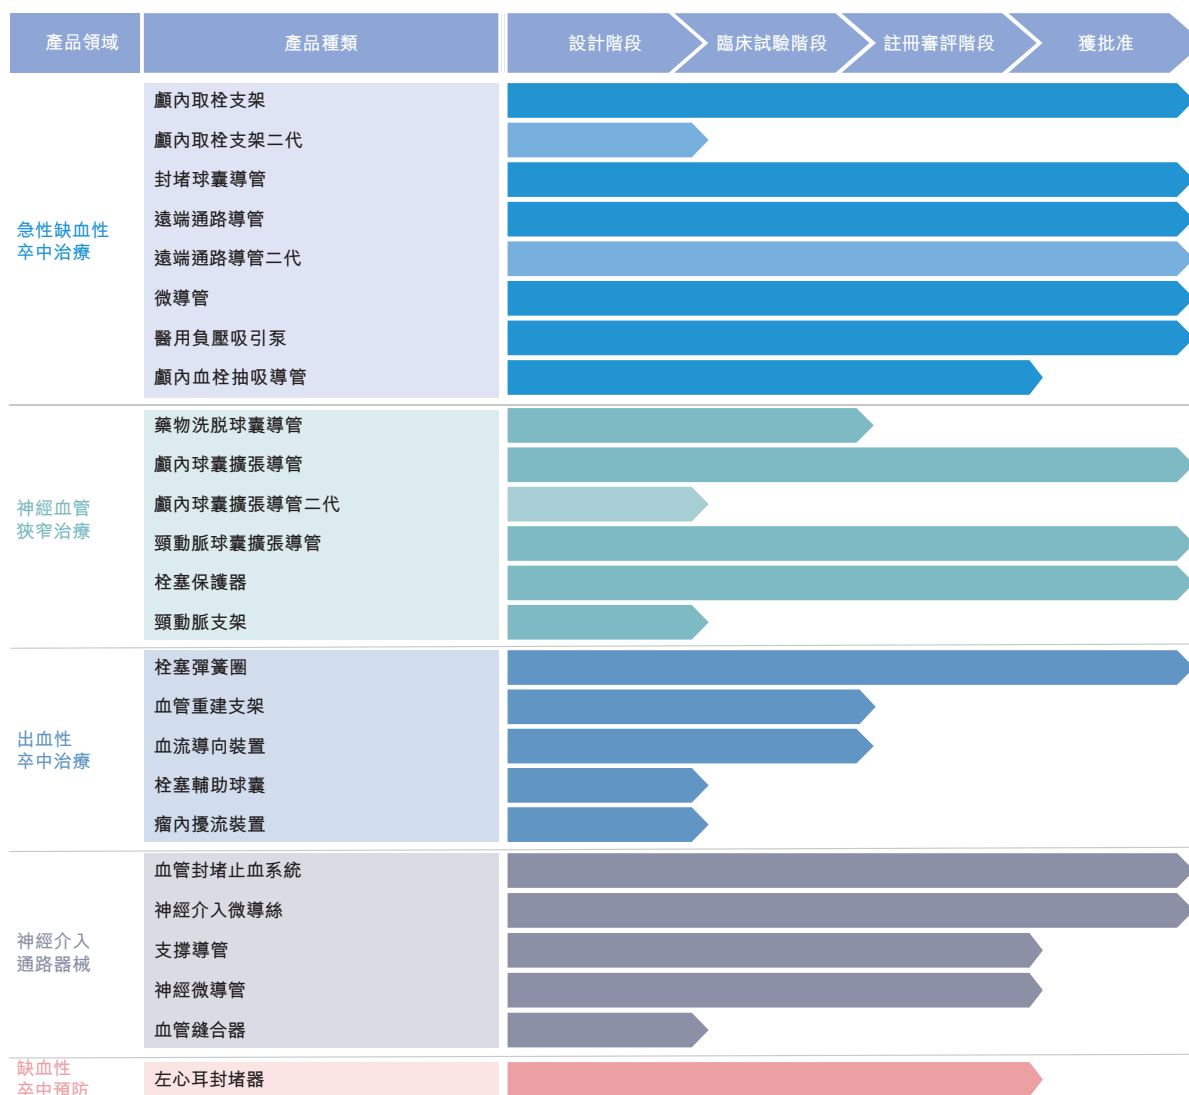 產品領域
產品種類
設計階段
臨床試驗階段
註冊審評階段
獲批准
急性缺血性
卒中治療
顱內取栓支架
顱內取栓支架二代
封堵球囊導管
遠端通路導管
遠端通路導管二代
微導管
醫用負壓吸引泵
顱內血栓抽吸導管
神經血管
狹窄治療
藥物洗脱球囊導管
顱內球囊擴張導管
顱內球囊擴張導管二代
頸動脈球囊擴張導管
栓塞保護器
頸動脈支架
出血性
卒中治療
栓塞彈簧圈
血管重建支架
血流導向裝置
栓塞輔助球囊
瘤內擾流裝置
神經介入
通路器械
血管封堵止血系統
神經介入微導絲
支撐導管
神經微導管
血管縫合器
缺血性
卒中預防
左心耳封堵器